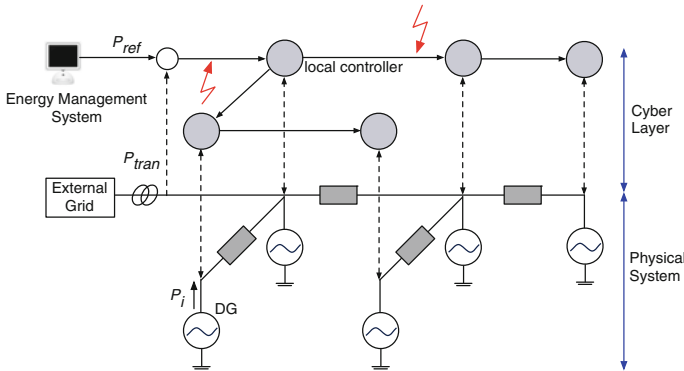 P_ref
local controller
Energy Management
System
Cyber
Layer
P_tran
External
Grid
Physical
System
P_i
DG